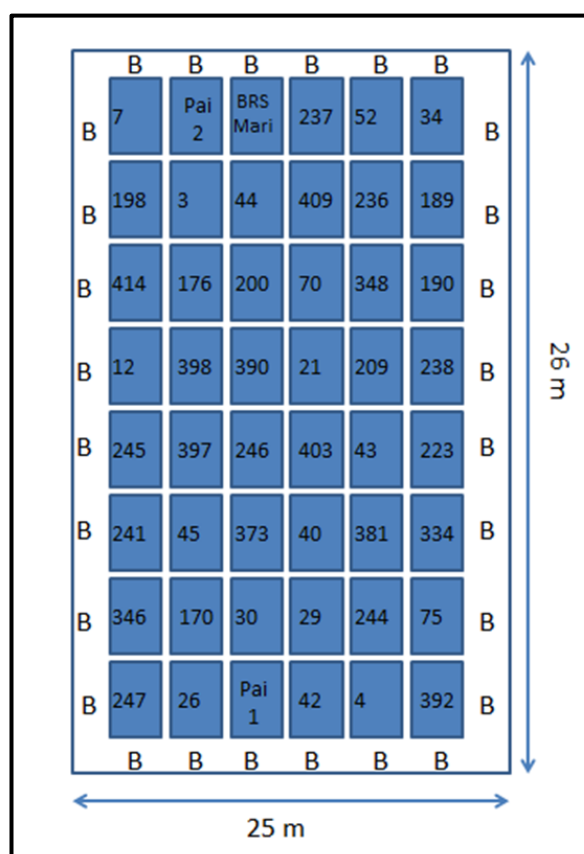 B B B B B B
B 7 Pai 2 BRS Mari 237 52 34 B
B 198 3 44 409 236 189 B
B 414 176 200 70 348 190 B
B 12 398 390 21 209 238 B
B 245 397 246 403 43 223 B
B 241 45 373 40 381 334 B
B 346 170 30 29 244 75 B
B 247 26 Pai 1 42 4 392 B
B B B B B B
26 m
25 m